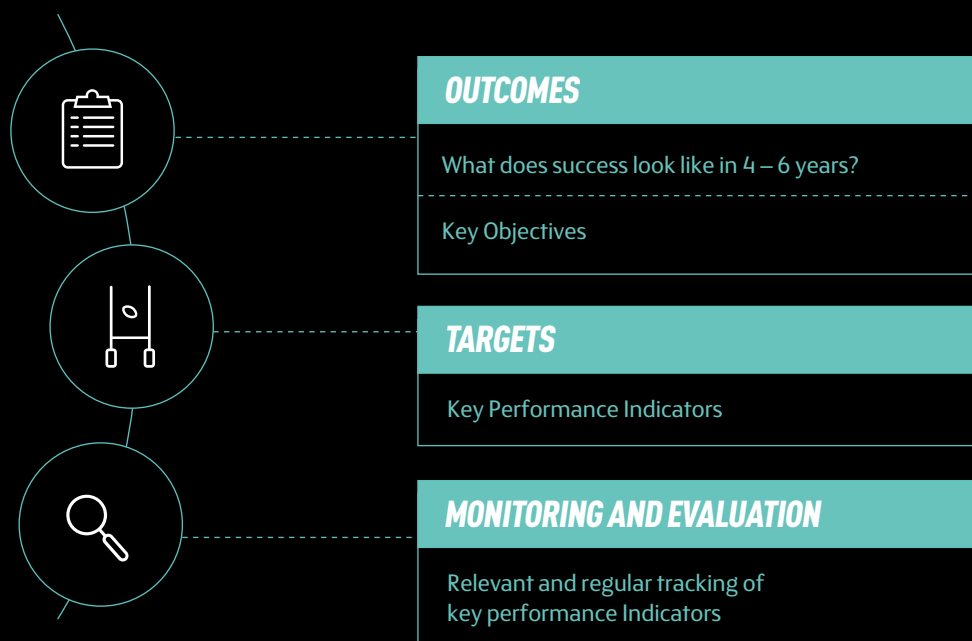 OUTCOMES
What does success look like in 4 – 6 years?
Key Objectives
TARGETS
Key Performance Indicators
MONITORING AND EVALUATION
Relevant and regular tracking of
key performance Indicators